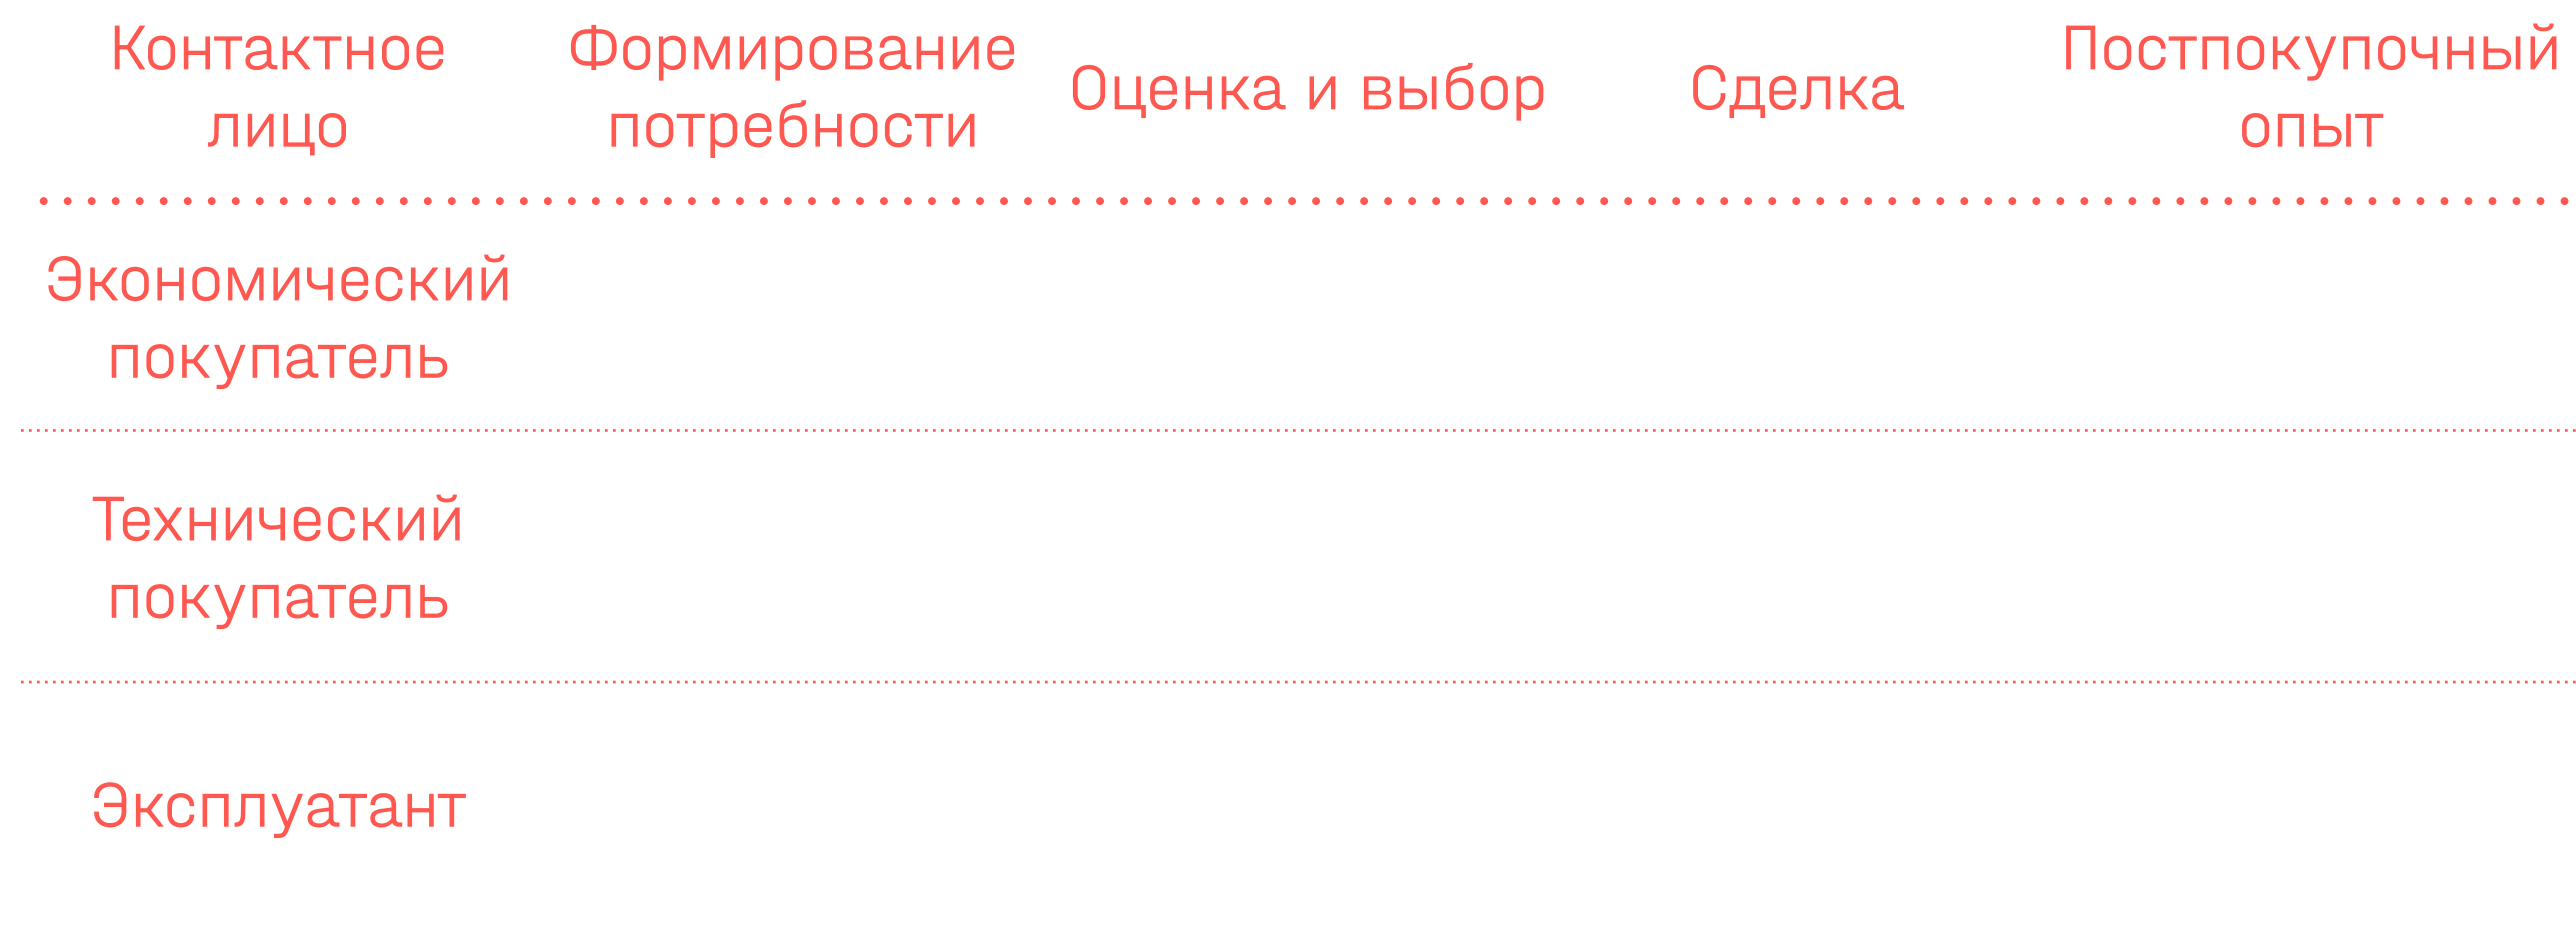 Контактное
лицо
Формирование
потребности
Оценка и выбор
Сделка
Постпокупочный
опыт
Экономический
покупатель
Технический
покупатель
Эксплуатант